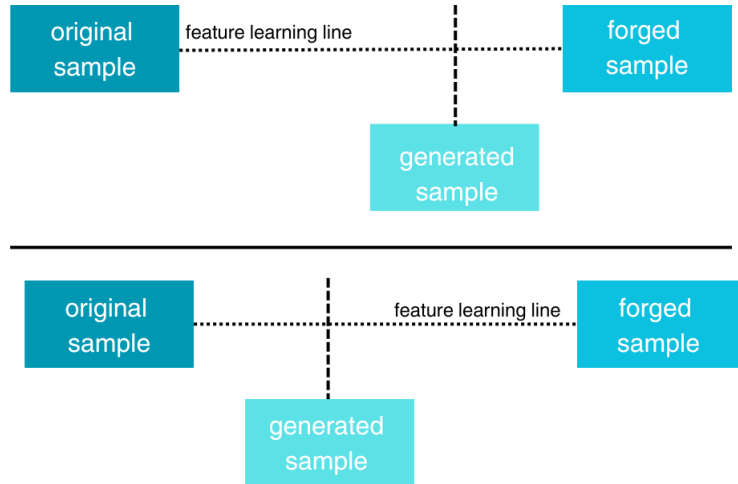 original
sample
feature learning line
forged
sample
generated
sample
original
sample
feature learning line
forged
sample
generated
sample